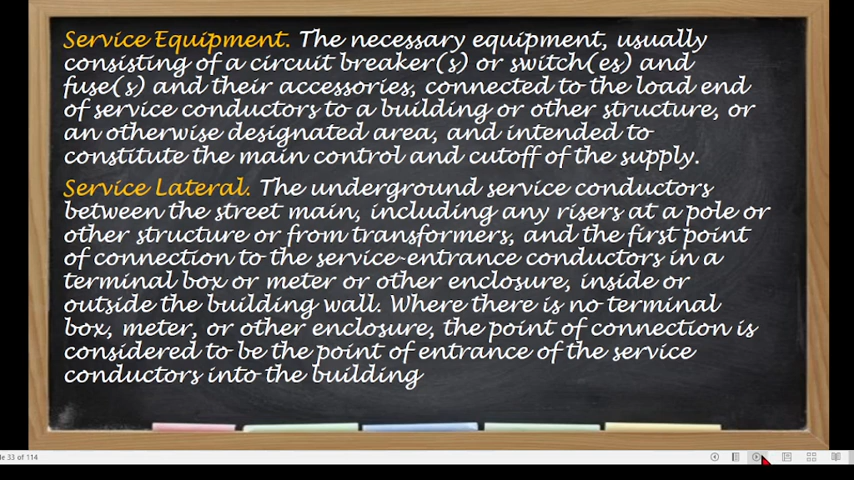 Service Equipment. The necessary equipment, usually
consisting of a circuit breaker(s) or switch(es) and
fuse(s) and their accessories, connected to the load end
of service conductors to a building or other structure, or
an otherwise designated area, and intended to
constitute the main control and cutoff of the supply.
Service Lateral. The underground service conductors
between the street main, including any risers at a pole or
other structure or from transformers, and the first point
of connection to the service-entrance conductors in a
terminal box or meter or other enclosure, inside or
outside the building wall. Where there is no terminal
box, meter, or other enclosure, the point of connection is
considered to be the point of entrance of the service
conductors into the building
33 of 114